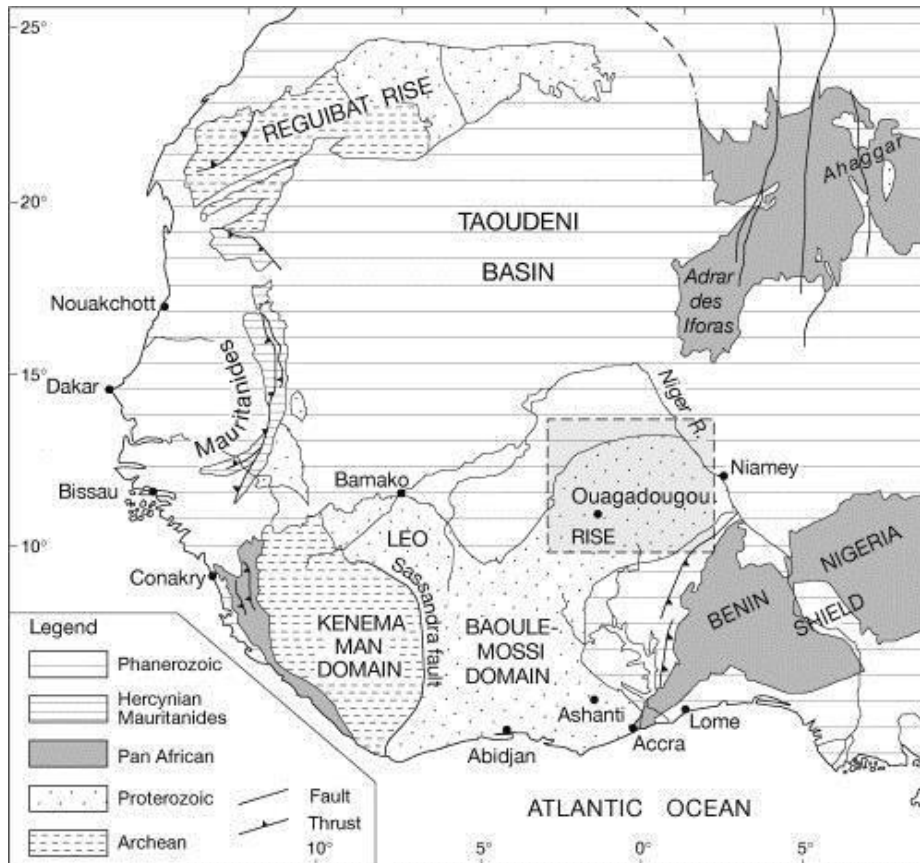 25°
REGUIBAT RISE
Ahaggar
20°
TAOUDENI
BASIN
Adrar
des
Iforas
Nouakchott
15°
Dakar
Mauritanides
Niger R.
Bamako
Niamey
Bissau
Ouagadougou
LEO
RISE
10°
NIGERIA
Conakry
Sassandra fault
BENIN
SHIELD
KENEMA
MAN
DOMAIN
BAOULE-
MOSSI
DOMAIN
Ashanti
Lome
Accra
Abidjan
Legend
Phanerozoic
Hercynian
Mauritanides
Pan African
Proterozoic
Archean
Fault
Thrust
ATLANTIC OCEAN
10°
5°
0°
5°